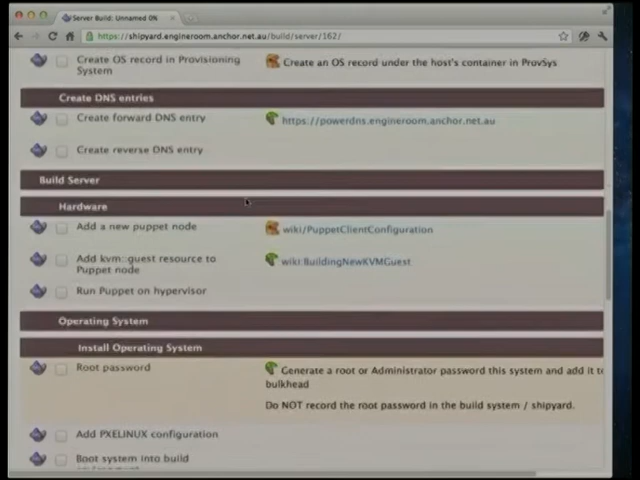 Server Build: Unnamed 0%
https://shipyard.engineroom.anchor.net.au/build/server/162/
Create OS record in Provisioning System
Create an OS record under the host's container in ProvSys
Create DNS entries
Create forward DNS entry
https://powerdns.engineroom.anchor.net.au
Create reverse DNS entry
Build Server
Hardware
Add a new puppet node
wiki/PuppetClientConfiguration
Add kvm::guest resource to Puppet node
wiki:BuildingNewKVMGuest
Run Puppet on hypervisor
Operating System
Install Operating System
Root password
Generate a root or Administrator password this system and add it to
bulkhead
Do NOT record the root password in the build system / shipyard.
Add PXELINUX configuration
Boot system into build